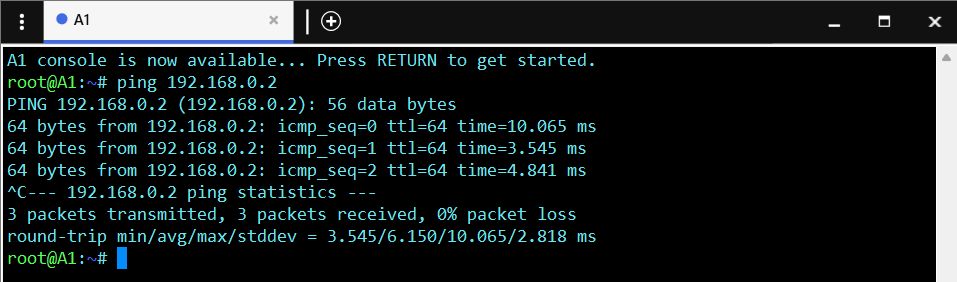 A1
A1 console is now available... Press RETURN to get started.
root@A1:~# ping 192.168.0.2
PING 192.168.0.2 (192.168.0.2): 56 data bytes
64 bytes from 192.168.0.2: icmp_seq=0 ttl=64 time=10.065 ms
64 bytes from 192.168.0.2: icmp_seq=1 ttl=64 time=3.545 ms
64 bytes from 192.168.0.2: icmp_seq=2 ttl=64 time=4.841 ms
^C--- 192.168.0.2 ping statistics ---
3 packets transmitted, 3 packets received, 0% packet loss
round-trip min/avg/max/stddev = 3.545/6.150/10.065/2.818 ms
root@A1:~#